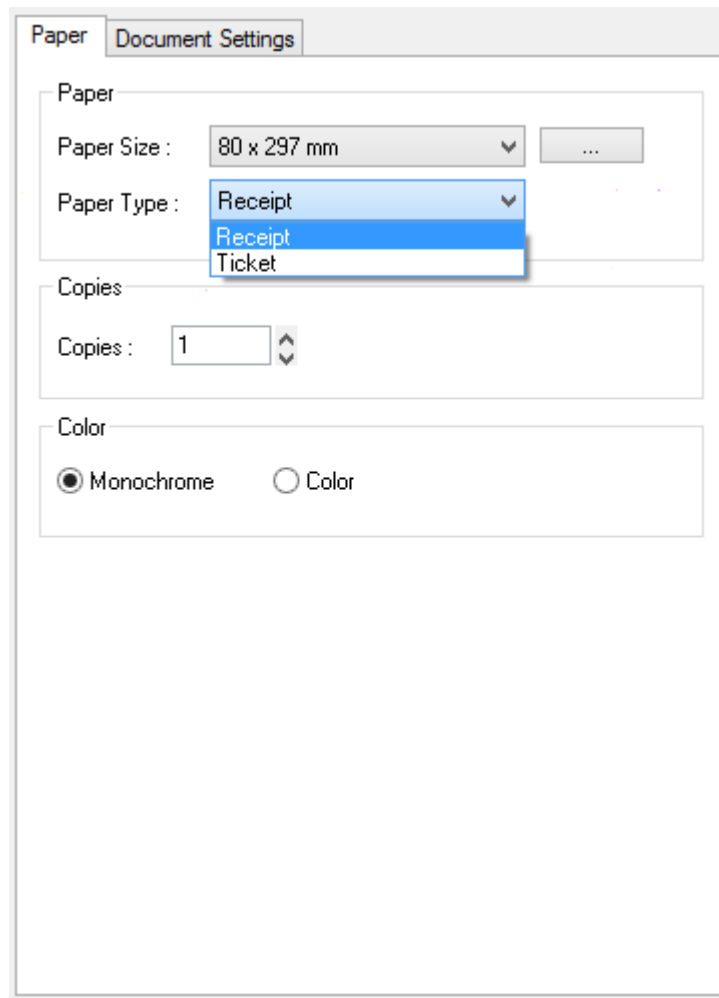 Paper Document Settings
Paper
Paper Size : 80 x 297 mm ...
Paper Type : Receipt
Receipt
Ticket
Copies
Copies : 1
Color
Monochrome Color